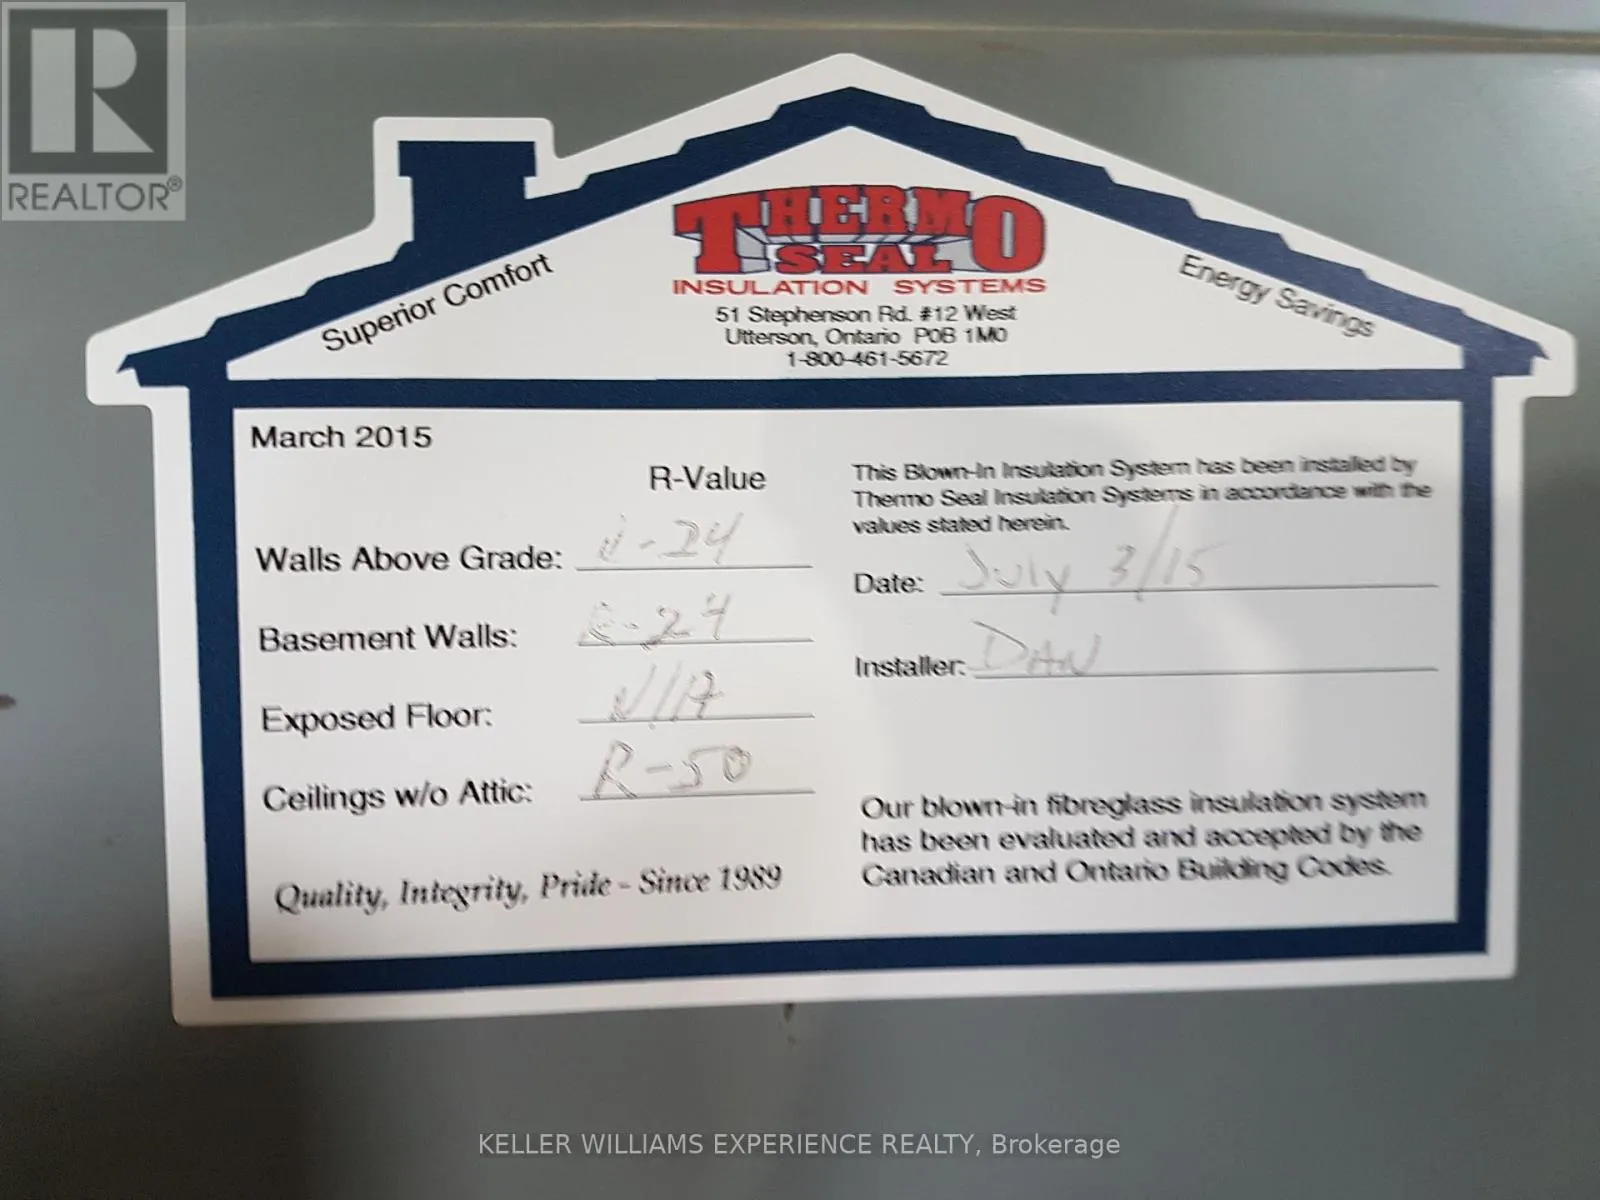 REALTOR®
Superior Comfort
THERMO
SEAL
INSULATION SYSTEMS
51 Stephenson Rd. #12 West
Utterson, Ontario P0B 1M0
1-800-461-5672
Energy Savings
March 2015
R-Value
Walls Above Grade: -24
Basement Walls: R-24
Exposed Floor: N/A
Ceilings w/o Attic: R-50
Quality, Integrity, Pride - Since 1989
This Blown-In Insulation System has been installed by
Thermo Seal Insulation Systems in accordance with the
values stated herein.
Date: July 3/15
Installer: DAN
Our blown-in fibreglass insulation system
has been evaluated and accepted by the
Canadian and Ontario Building Codes.
KELLER WILLIAMS EXPERIENCE REALTY, Brokerage